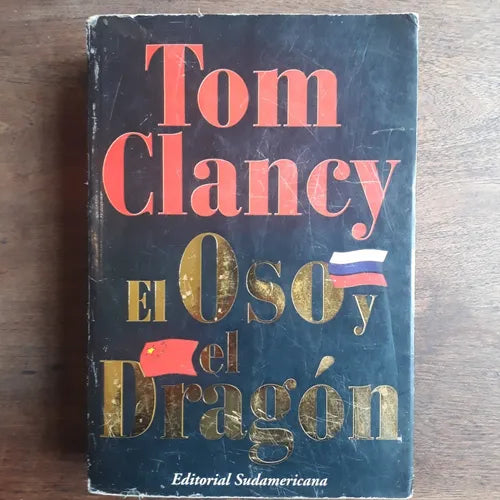 Tom
Clancy
El Oso y
el
Dragón
Editorial Sudamericana